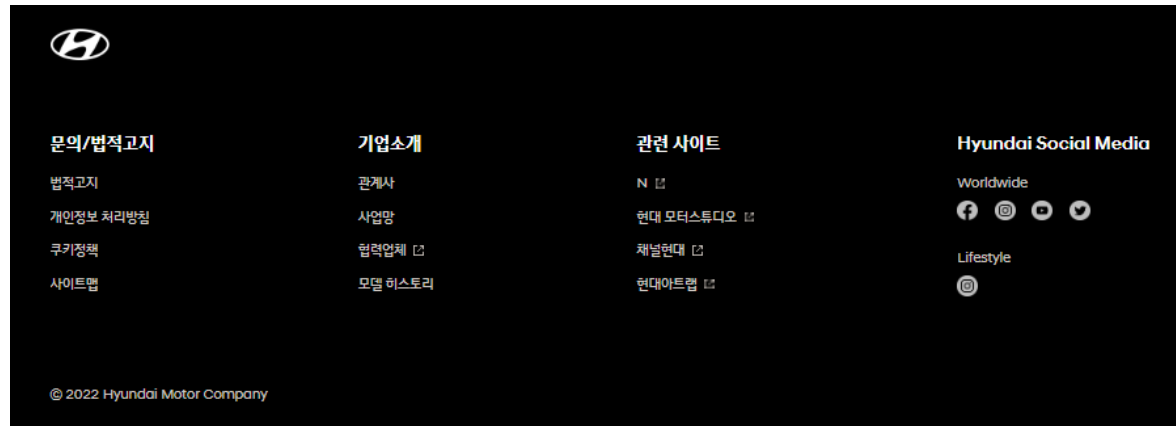 문의/법적고지
법적고지
개인정보 처리방침
쿠키정책
사이트맵
기업소개
관계사
사업망
협력업체
모델 히스토리
관련 사이트
N
현대 모터스튜디오
채널현대
현대아트랩
Hyundai Social Media
Worldwide
Lifestyle
© 2022 Hyundai Motor Company